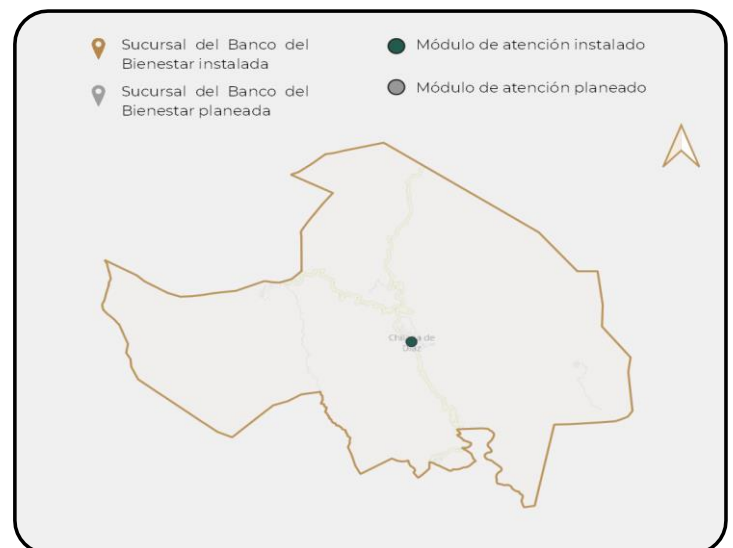 Sucursal del Banco del
Bienestar instalada
Módulo de atención instalado
Sucursal del Banco del
Bienestar planeada
Módulo de atención planeado
de